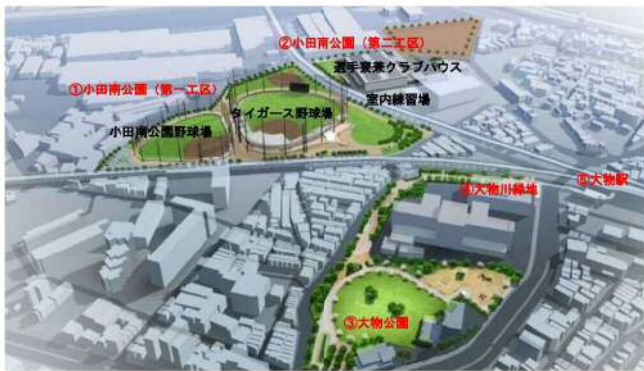 ②小田南公園（第二工区）
選手寮兼クラブハウス
①小田南公園（第一工区）
室内練習場
タイガース野球場
小田南公園野球場
④大物川緑地
⑤大物駅
③大物公園